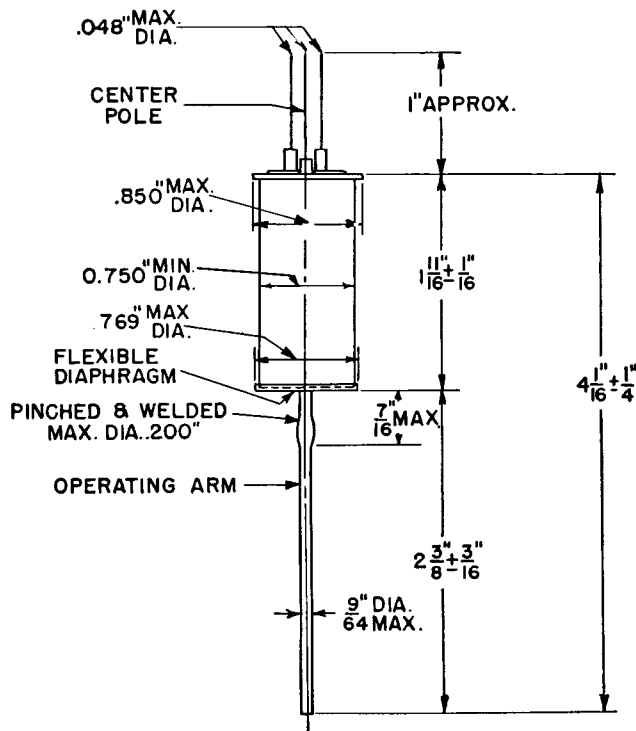 .048" MAX.
DIA.
CENTER
POLE
1" APPROX.
.850" MAX.
DIA.
0.750" MIN.
DIA.
1 11/16" ± 1/16"
.769" MAX
DIA.
FLEXIBLE
DIAPHRAGM
4 1/16" ± 1/4"
PINCHED & WELDED
MAX. DIA. .200"
7/16" MAX.
OPERATING ARM
2 3/8" ± 3/16"
9/64" DIA.
MAX.